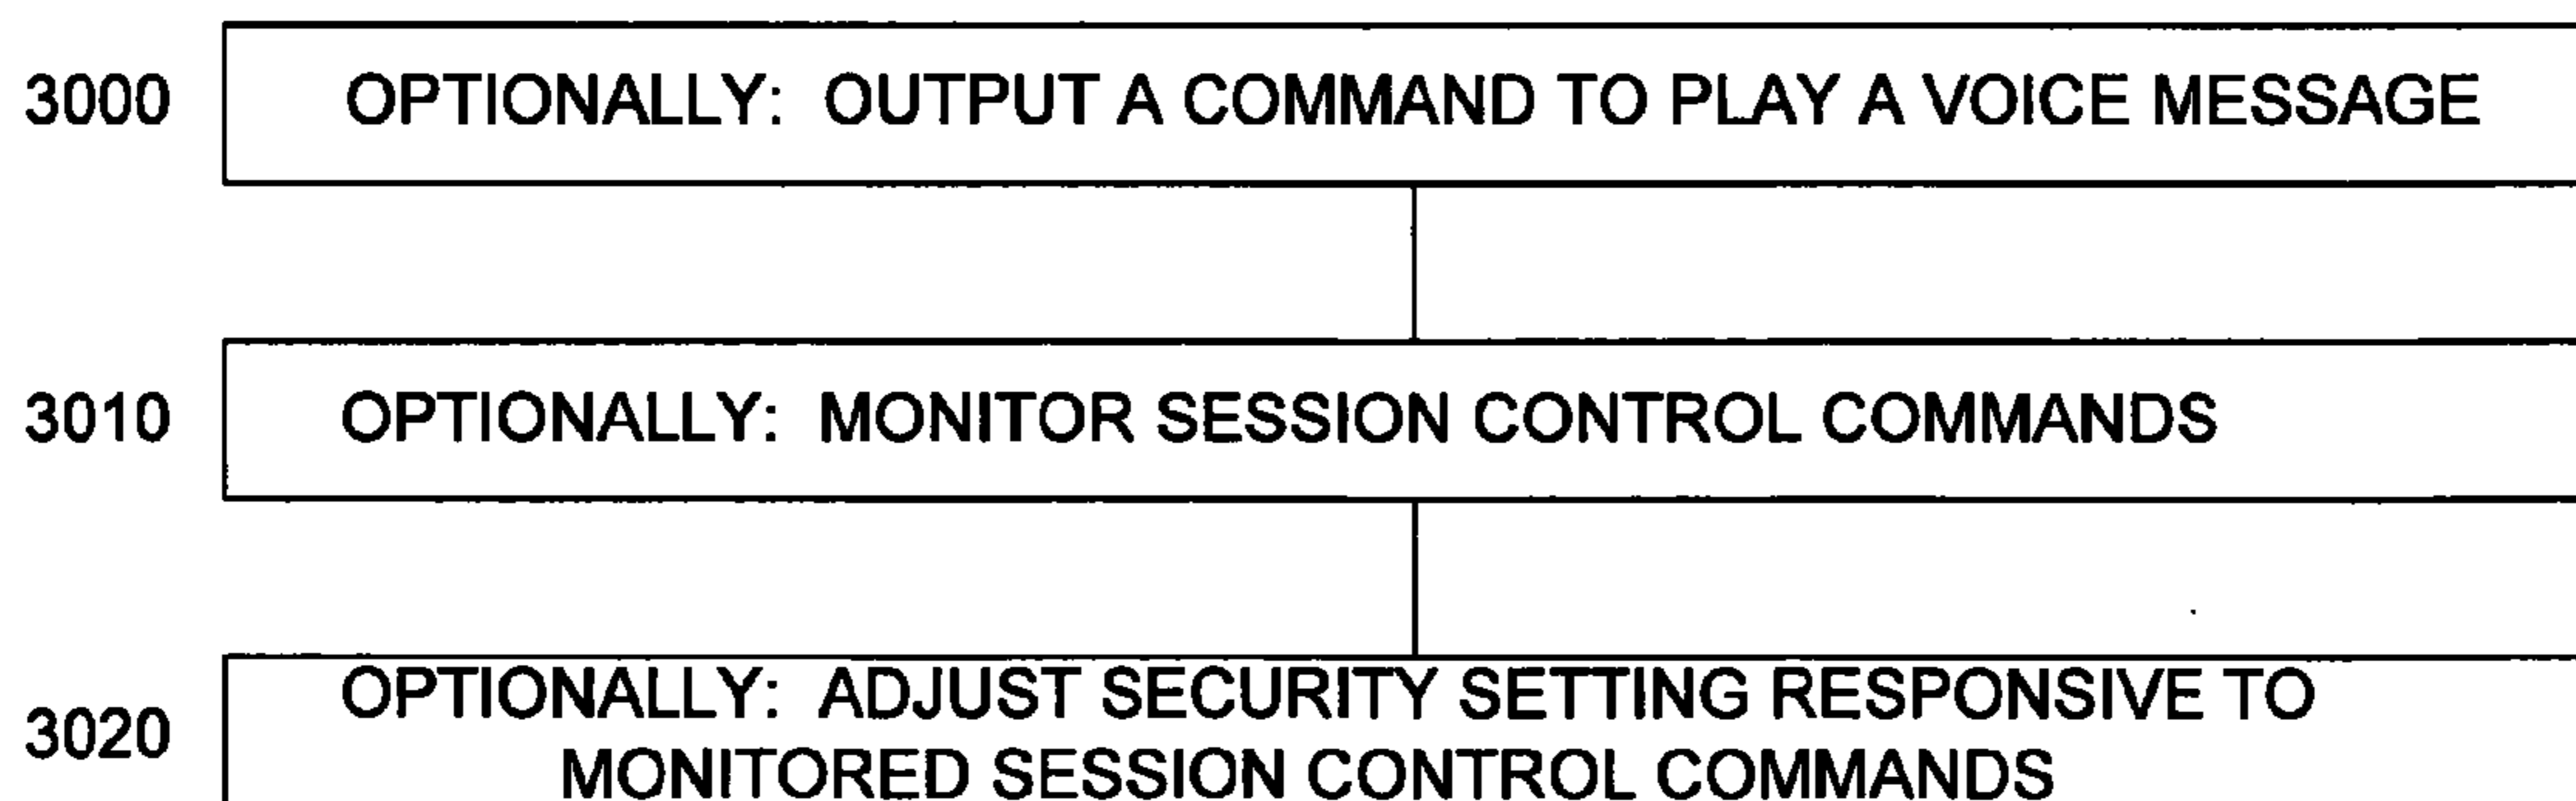 3000 OPTIONALLY: OUTPUT A COMMAND TO PLAY A VOICE MESSAGE
3010 OPTIONALLY: MONITOR SESSION CONTROL COMMANDS
3020 OPTIONALLY: ADJUST SECURITY SETTING RESPONSIVE TO
MONITORED SESSION CONTROL COMMANDS